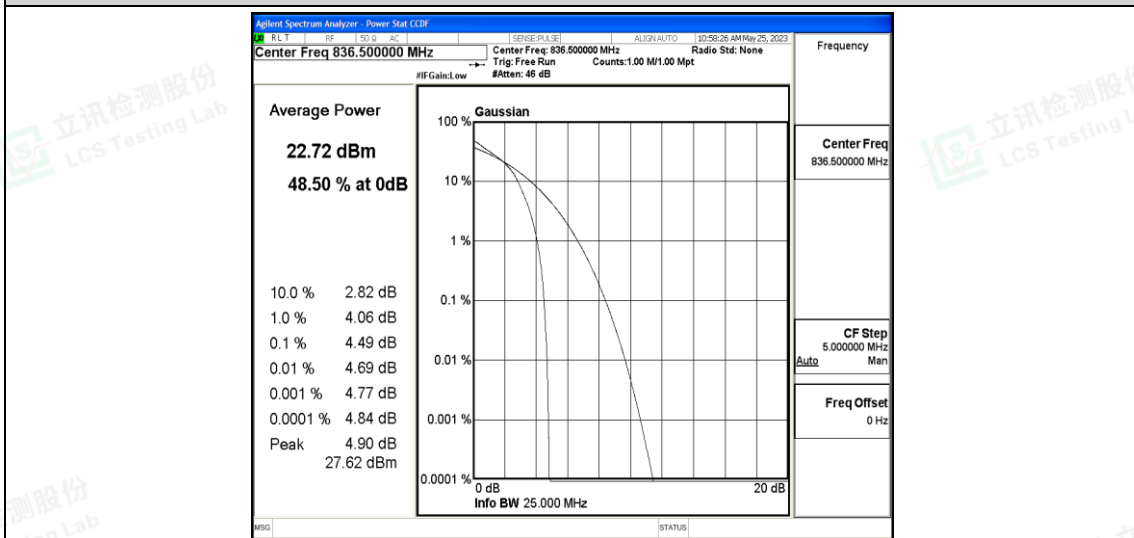 Agilent Spectrum Analyzer - Power Stat CCDF
RLT RF 50 Ω AC SENSE:PULSE ALIGNAUTO 10:58:26 AM May 25, 2023
Center Freq 836.500000 MHz
Center Freq: 836.500000 MHz Radio Std: None
Trig: Free Run Counts:1.00 M/1.00 Mpt
#IFGain:Low #Atten: 46 dB
Frequency
Average Power
22.72 dBm
48.50 % at 0dB
10.0 % 2.82 dB
1.0 % 4.06 dB
0.1 % 4.49 dB
0.01 % 4.69 dB
0.001 % 4.77 dB
0.0001 % 4.84 dB
Peak 4.90 dB
27.62 dBm
Gaussian
100 %
10 %
1 %
0.1 %
0.01 %
0.001 %
0.0001 %
0 dB 20 dB
Info BW 25.000 MHz
Center Freq
836.500000 MHz
CF Step
5.000000 MHz
Auto Man
Freq Offset
0 Hz
MSG STATUS
立讯检测股份
LCS Testing Lab
立讯检测股份
LCS Testing L
测股份
ng Lab